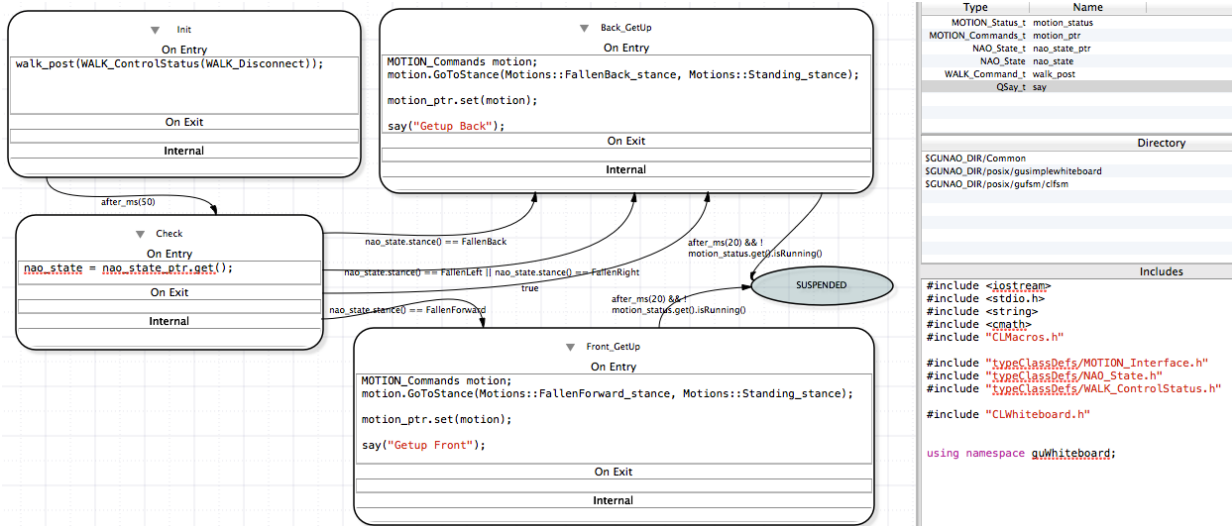 Init
On Entry
walk_post(WALK_ControlStatus(WALK_Disconnect));
On Exit
Internal
after_ms(50)
Check
On Entry
nao_state = nao_state_ptr.get();
On Exit
Internal
Back_GetUp
On Entry
MOTION_Commands motion;
motion.GoToStance(Motions::FallenBack_stance, Motions::Standing_stance);
motion_ptr.set(motion);
say("Getup Back");
On Exit
Internal
nao_state.stance() == FallenBack
nao_state.stance() == FallenLeft || nao_state.stance() == FallenRight
true
nao_state.stance() == FallenForward
after_ms(20) && !
motion_status.get().isRunning()
after_ms(20) && !
motion_status.get().isRunning()
SUSPENDED
Front_GetUp
On Entry
MOTION_Commands motion;
motion.GoToStance(Motions::FallenForward_stance, Motions::Standing_stance);
motion_ptr.set(motion);
say("Getup Front");
On Exit
Internal
Type Name
MOTION_Status_t motion_status
MOTION_Commands_t motion_ptr
NAO_State_t nao_state_ptr
NAO_State nao_state
WALK_Command_t walk_post
QSay_t say
Directory
$GUNAO_DIR/Common
$GUNAO_DIR/posix/gusimplewhiteboard
$GUNAO_DIR/posix/gufsm/clfsm
Includes
#include <iostream>
#include <stdio.h>
#include <string>
#include <cmath>
#include "CLMacros.h"
#include "typeClassDefs/MOTION_Interface.h"
#include "typeClassDefs/NAO_State.h"
#include "typeClassDefs/WALK_ControlStatus.h"
#include "CLWhiteboard.h"
using namespace guWhiteboard;